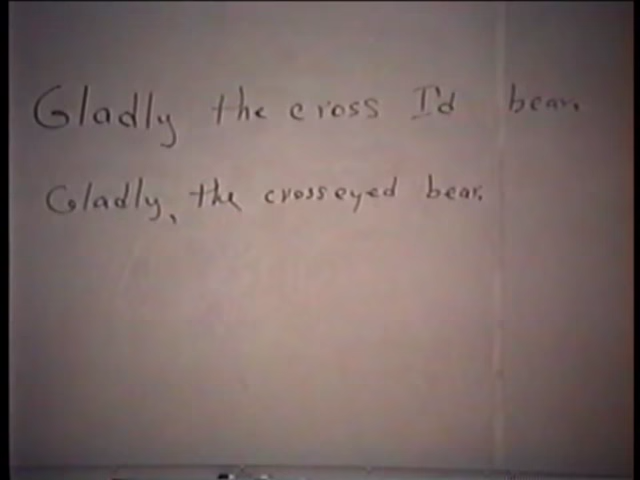 Gladly the cross I'd bear.
Gladly, the crosseyed bear.